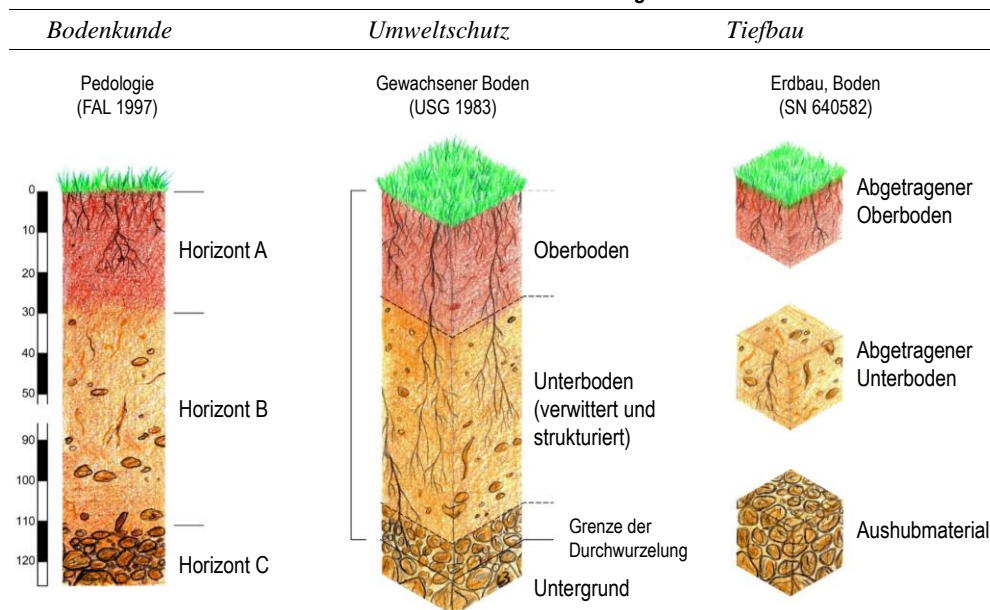 Bodenkunde
Umweltschutz
Tiefbau
Pedologie
(FAL 1997)
Gewachsener Boden
(USG 1983)
Erdbau, Boden
(SN 640582)
0
10
20
30
40
50
90
100
110
120
Horizont A
Horizont B
Horizont C
Oberboden
Unterboden
(verwittert und
strukturiert)
Grenze der
Durchwurzelung
Untergrund
Abgetragener
Oberboden
Abgetragener
Unterboden
Aushubmaterial